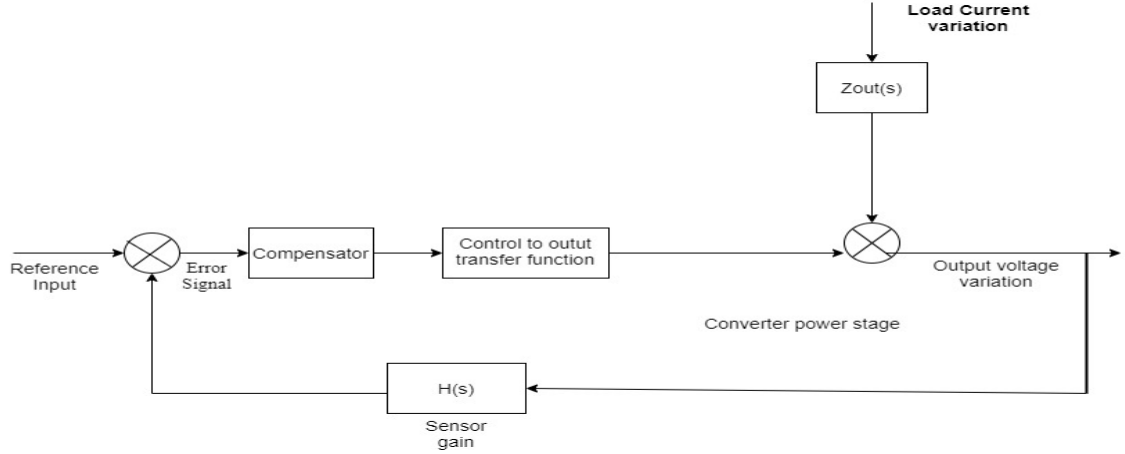 Load Current
variation
Zout(s)
Reference
Input
Error
Signal
Compensator
Control to outut
transfer function
Output voltage
variation
Converter power stage
H(s)
Sensor
gain